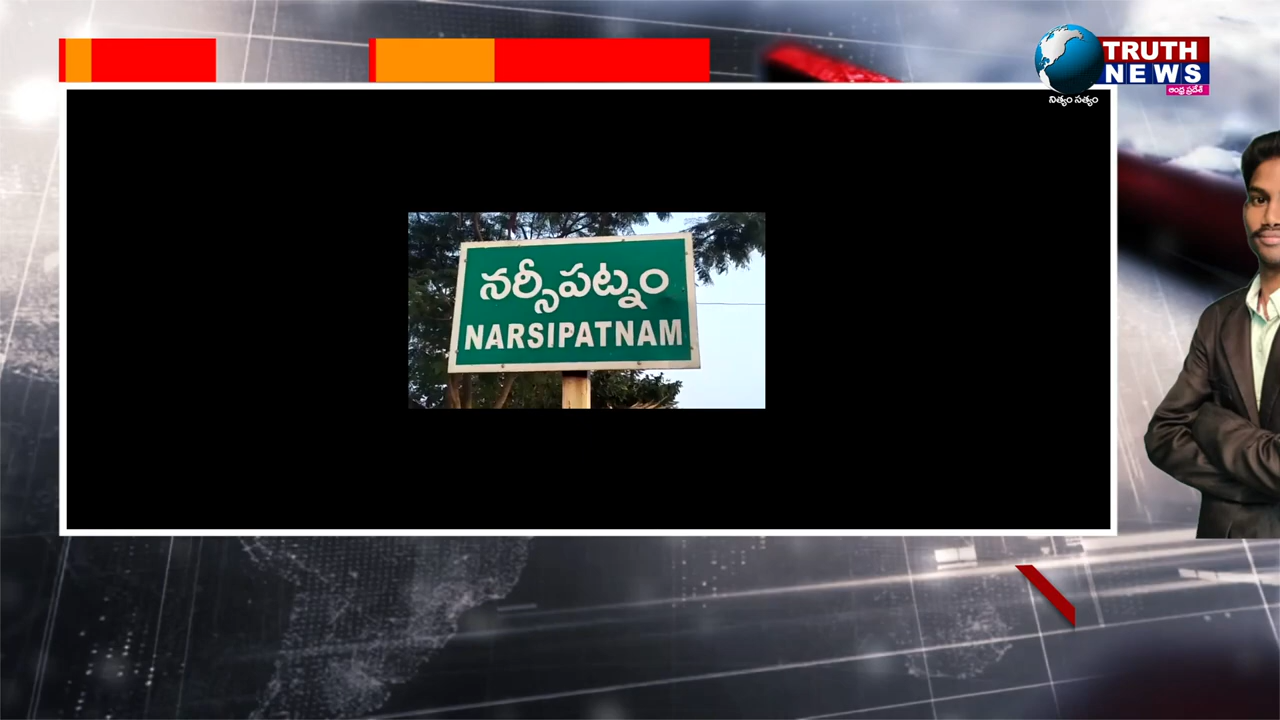 TRUTH
NEWS
ఆంధ్ర ప్రదేశ్
నిత్యం సత్యం
నర్సీపట్నం
NARSIPATNAM